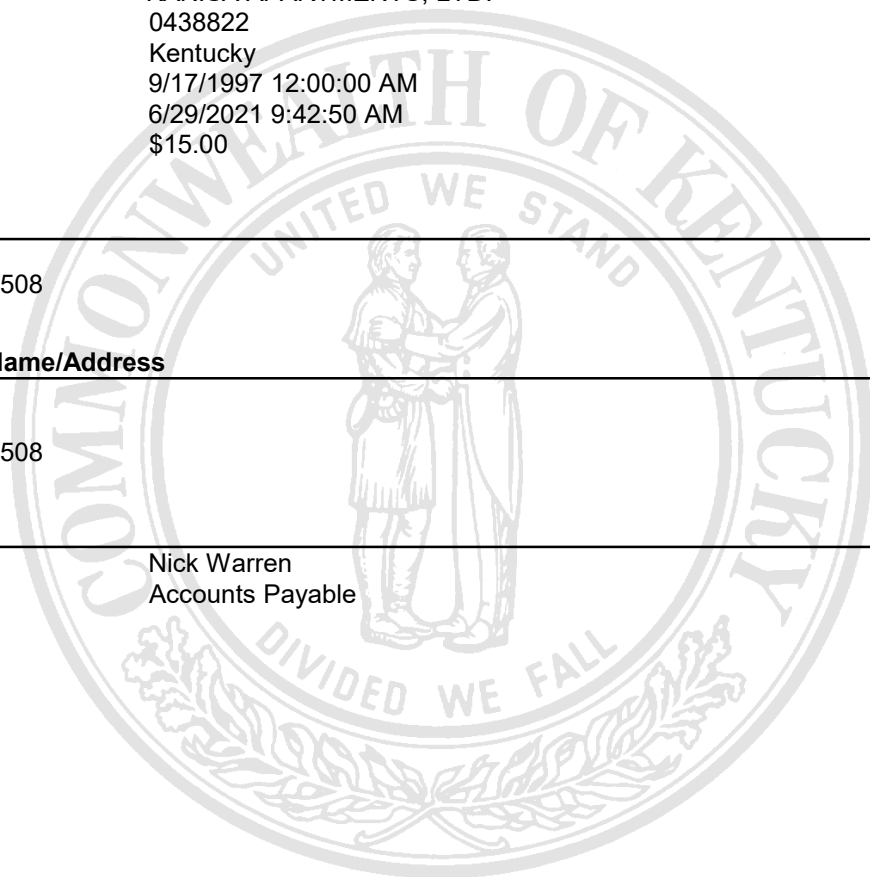 0438822
Kentucky
9/17/1997 12:00:00 AM
6/29/2021 9:42:50 AM
$15.00
COMMONWEALTH OF KENTUCKY
UNITED WE STAND
508
ame/Address
508
Nick Warren
Accounts Payable
DIVIDED WE FALL